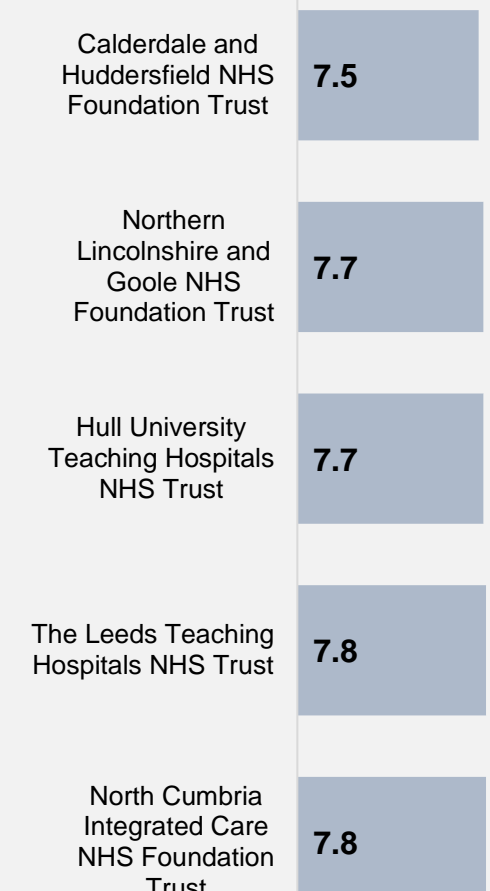 Calderdale and
Huddersfield NHS
Foundation Trust
7.5
Northern
Lincolnshire and
Goole NHS
Foundation Trust
7.7
Hull University
Teaching Hospitals
NHS Trust
7.7
The Leeds Teaching
Hospitals NHS Trust
7.8
North Cumbria
Integrated Care
NHS Foundation
Trust
7.8